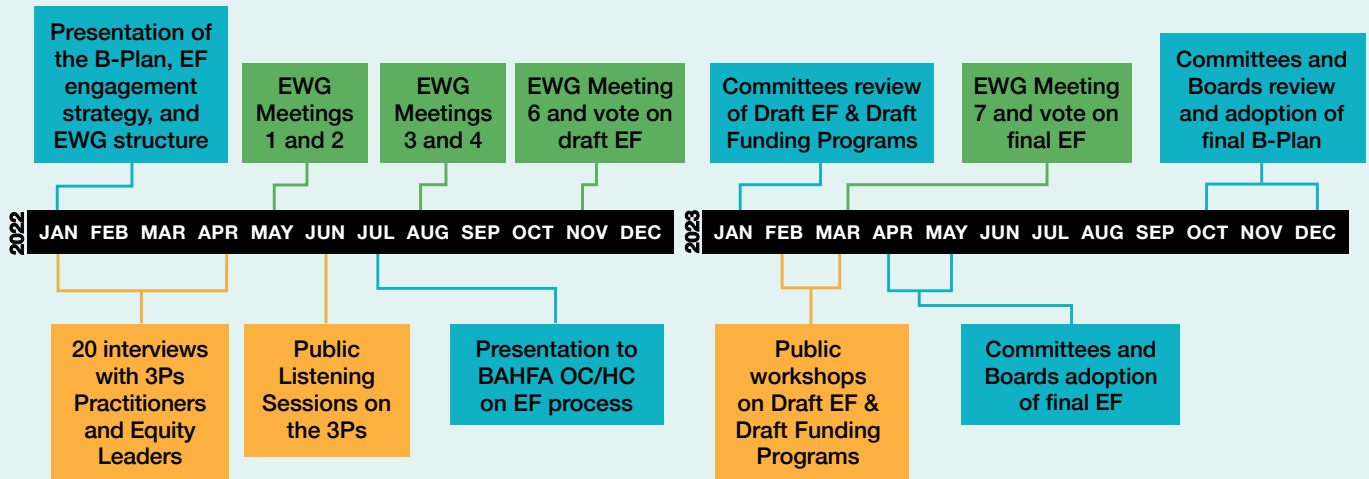 Presentation of
the B-Plan, EF
engagement
strategy, and
EWG structure
EWG
Meetings
1 and 2
EWG
Meetings
3 and 4
EWG Meeting
6 and vote on
draft EF
Committees review
of Draft EF & Draft
Funding Programs
EWG Meeting
7 and vote on
final EF
Committees and
Boards review
and adoption of
final B-Plan
2022
JAN FEB MAR APR MAY JUN JUL AUG SEP OCT NOV DEC
2023
JAN FEB MAR APR MAY JUN JUL AUG SEP OCT NOV DEC
20 interviews
with 3Ps
Practitioners
and Equity
Leaders
Public
Listening
Sessions on
the 3Ps
Presentation to
BAHFA OC/HC
on EF process
Public
workshops
on Draft EF &
Draft Funding
Programs
Committees and
Boards adoption
of final EF